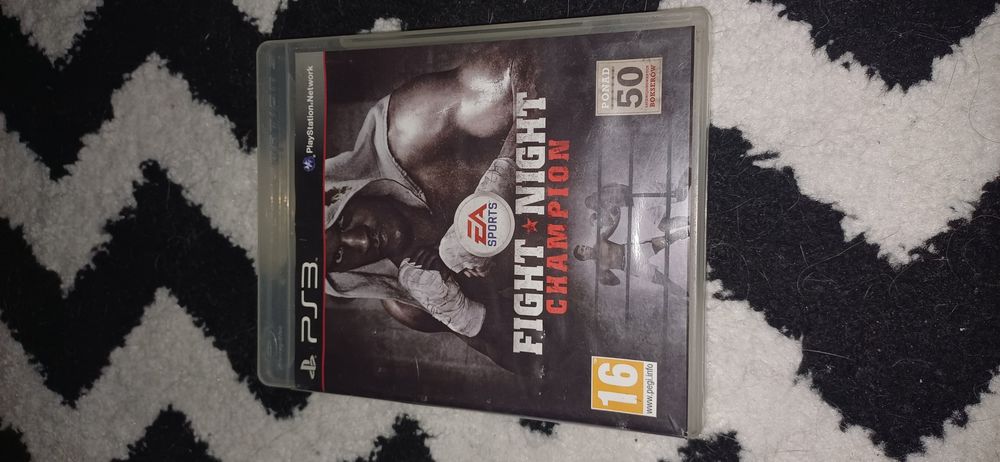 PS3
PlayStation Network
EA
SPORTS
FIGHT NIGHT
CHAMPION
16
www.pegi.info
PONAD
50
BOKSERÓW